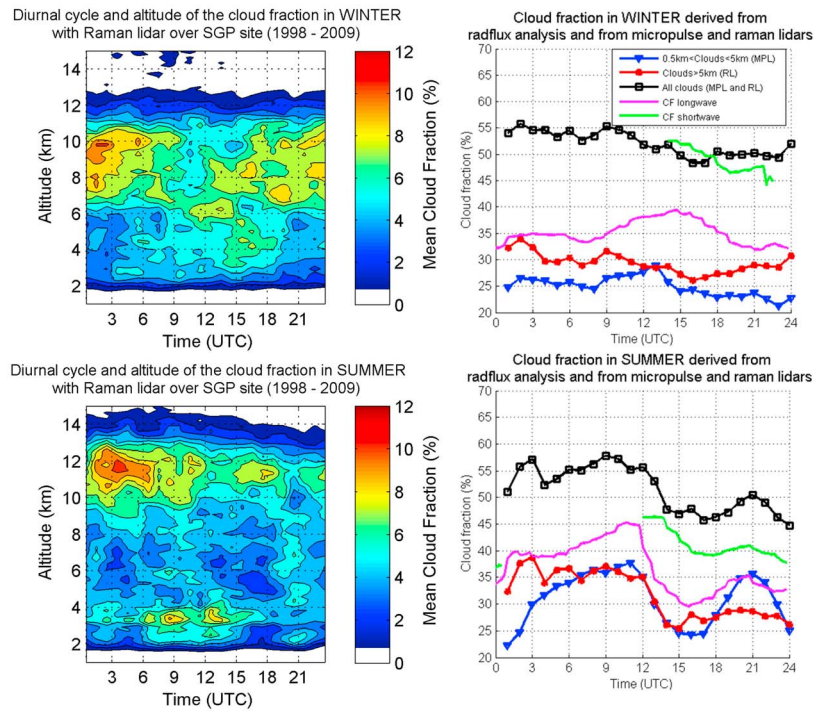 Diurnal cycle and altitude of the cloud fraction in WINTER
with Raman lidar over SGP site (1998 - 2009)
14
12
10
8
6
4
2
Altitude (km)
3 6 9 12 15 18 21
Time (UTC)
12
10
8
6
4
2
0
Mean Cloud Fraction (%)
Cloud fraction in WINTER derived from
radflux analysis and from micropulse and raman lidars
70
65
60
55
50
45
40
35
30
25
20
Cloud fraction (%)
0.5km<Clouds<5km (MPL)
Clouds>5km (RL)
All clouds (MPL and RL)
CF longwave
CF shortwave
0 3 6 9 12 15 18 21 24
Time (UTC)
Diurnal cycle and altitude of the cloud fraction in SUMMER
with Raman lidar over SGP site (1998 - 2009)
14
12
10
8
6
4
2
km)
Altitude (km)
3 6 9 12 15 18 21
Time (UTC)
12
10
8
6
4
2
0
Mean Cloud Fraction (%)
Cloud fraction in SUMMER derived from
radflux analysis and from micropulse and raman lidars
70
65
60
55
50
45
40
35
30
25
20
Cloud fraction (%)
0 3 6 9 12 15 18 21 24
Time (UTC)